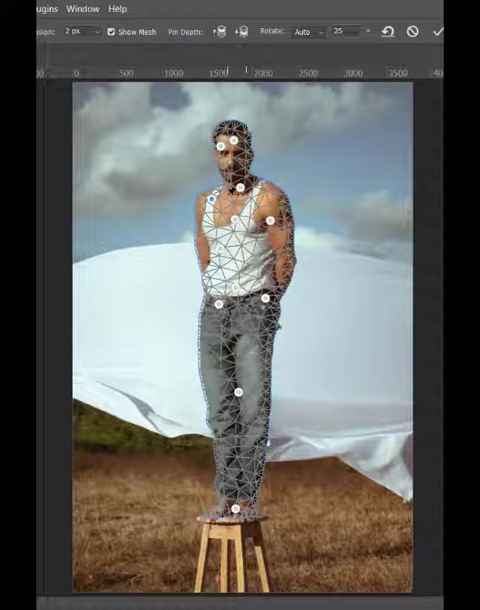 ugins Window Help
sion: 2 px Show Mesh Pin Depth: Rotate: Auto 25 °
0 500 1000 1500 2000 2500 3000 3500 40